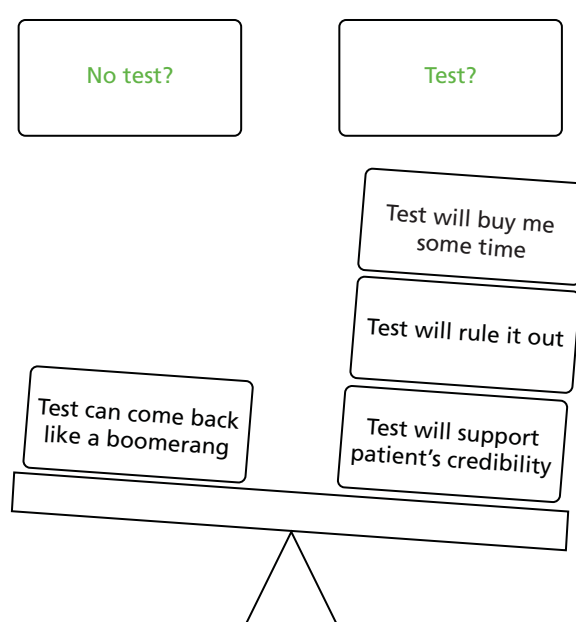 No test?
Test?
Test will buy me
some time
Test will rule it out
Test can come back
like a boomerang
Test will support
patient’s credibility